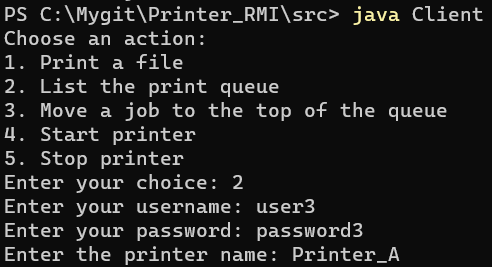 PS C:\Mygit\Printer_RMI\src> java Client
Choose an action:
1. Print a file
2. List the print queue
3. Move a job to the top of the queue
4. Start printer
5. Stop printer
Enter your choice: 2
Enter your username: user3
Enter your password: password3
Enter the printer name: Printer_A